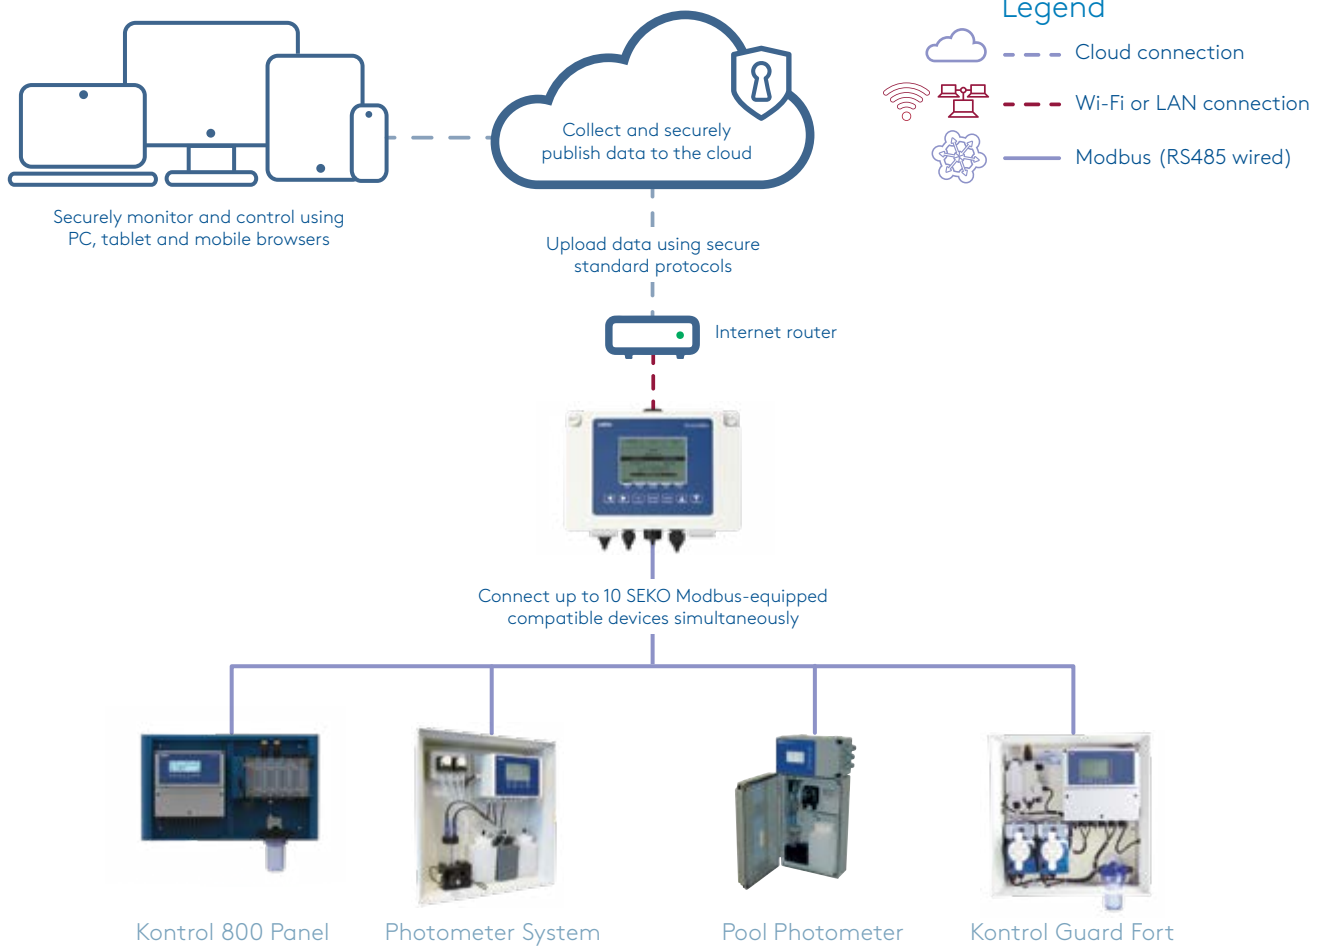 Legend
Cloud connection
Wi-Fi or LAN connection
Modbus (RS485 wired)
Collect and securely
publish data to the cloud
Securely monitor and control using
PC, tablet and mobile browsers
Upload data using secure
standard protocols
Internet router
Connect up to 10 SEKO Modbus-equipped
compatible devices simultaneously
Kontrol 800 Panel
Photometer System
Pool Photometer
Kontrol Guard Fort